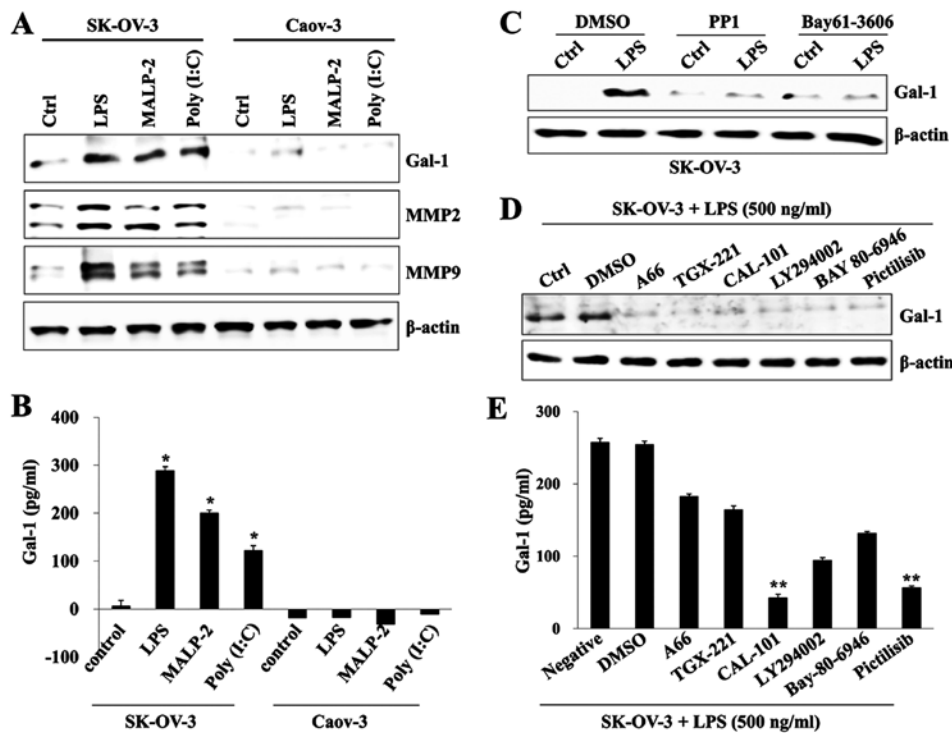 A
SK-OV-3 Caov-3
Ctrl LPS MALP-2 Poly (I:C) Ctrl LPS MALP-2 Poly (I:C)
Gal-1
MMP2
MMP9
β-actin
B
Gal-1 (pg/ml)
400
300
200
100
0
-100
* * *
control LPS MALP-2 Poly (I:C) control LPS MALP-2 Poly (I:C)
SK-OV-3 Caov-3
C
DMSO PP1 Bay61-3606
Ctrl LPS Ctrl LPS Ctrl LPS
Gal-1
β-actin
SK-OV-3
D
SK-OV-3 + LPS (500 ng/ml)
Ctrl DMSO A66 TGX-221 CAL-101 LY294002 BAY 80-6946 Pictilisib
Gal-1
β-actin
E
Gal-1 (pg/ml)
300
200
100
0
** **
Negative DMSO A66 TGX-221 CAL-101 LY294002 Bay-80-6946 Pictilisib
SK-OV-3 + LPS (500 ng/ml)